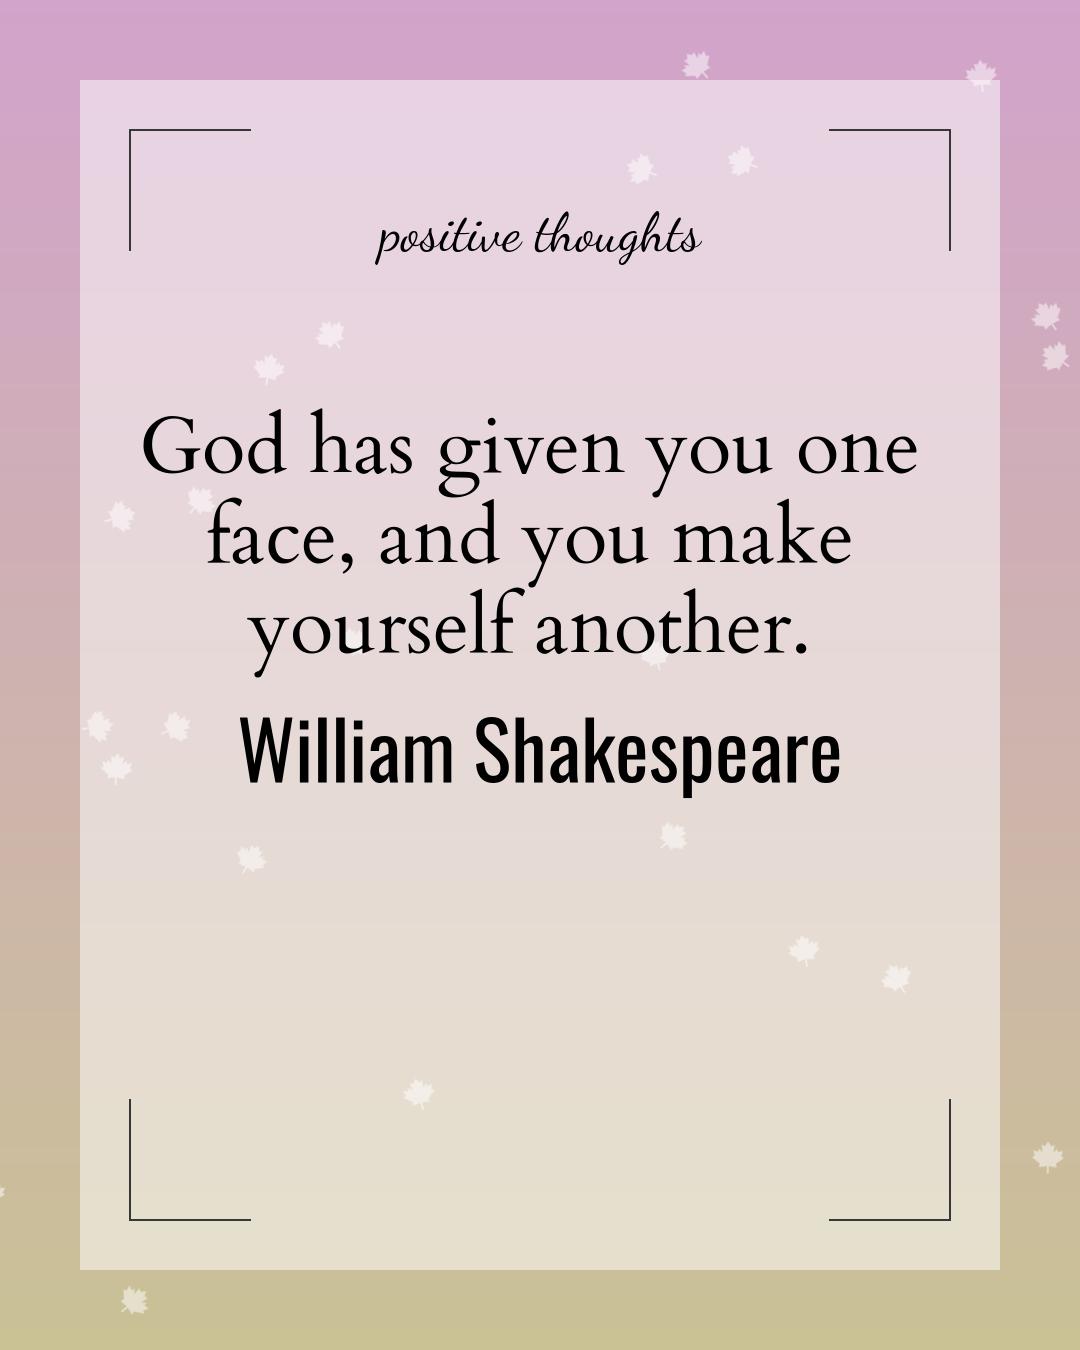 positive thoughts
God has given you one
face, and you make
yourself another.
William Shakespeare